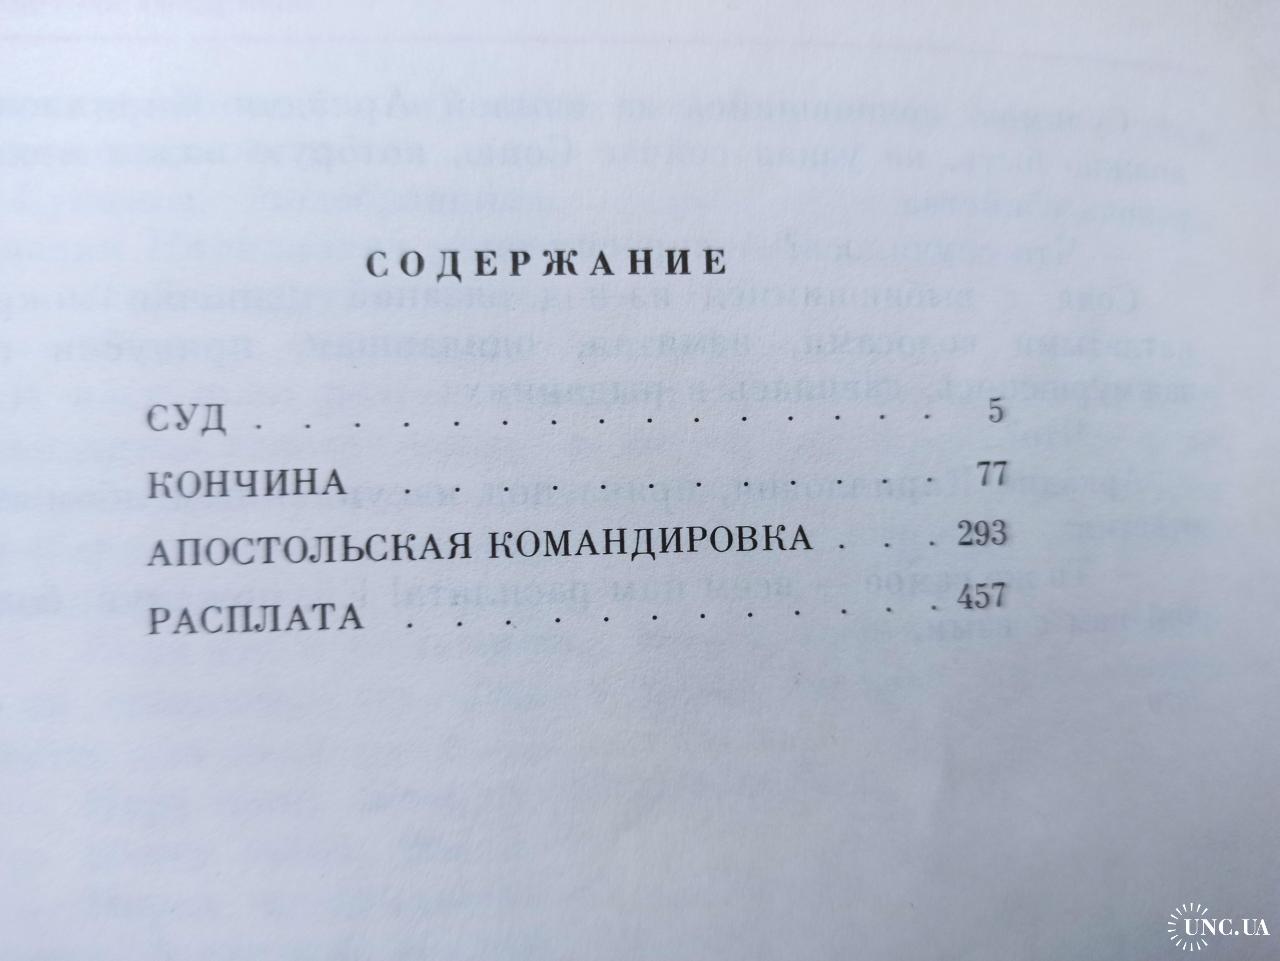 СОДЕРЖАНИЕ
СУД . . . . . . . . . . . . . . . 5
КОНЧИНА . . . . . . . . . . . . 77
АПОСТОЛЬСКАЯ КОМАНДИРОВКА . . . 293
РАСПЛАТА . . . . . . . . . . . . 457
UNC.UA